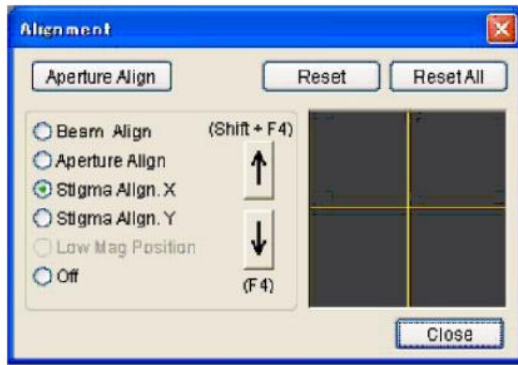 Alignment
Aperture Align
Reset
Reset All
Beam Align
Aperture Align
Stigma Align. X
Stigma Align. Y
Low Mag Position
Off
(Shift + F4)
(F4)
Close